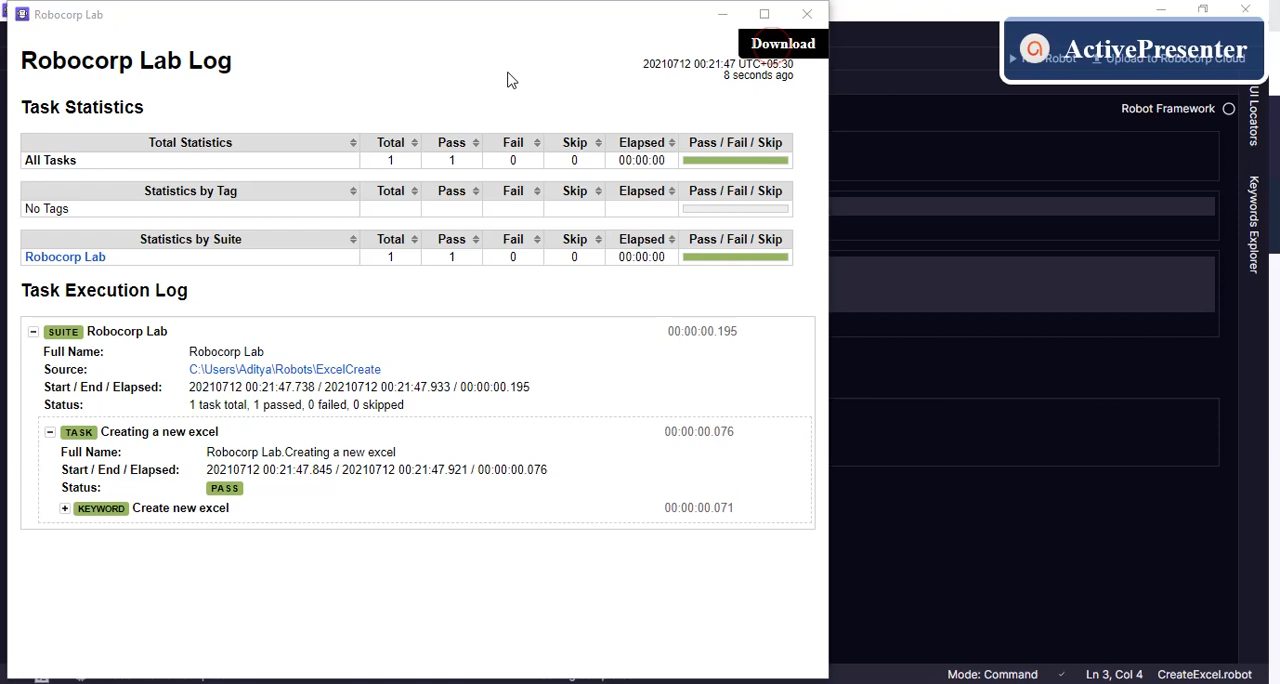 Robocorp Lab
Download
ActivePresenter
Robot
Upload to Robocorp Cloud
Robocorp Lab Log
20210712 00:21:47 UTC+05:30
8 seconds ago
Task Statistics
Total Statistics Total Pass Fail Skip Elapsed Pass / Fail / Skip
All Tasks 1 1 0 0 00:00:00
Statistics by Tag Total Pass Fail Skip Elapsed Pass / Fail / Skip
No Tags
Statistics by Suite Total Pass Fail Skip Elapsed Pass / Fail / Skip
Robocorp Lab 1 1 0 0 00:00:00
Task Execution Log
SUITE Robocorp Lab 00:00:00.195
Full Name: Robocorp Lab
Source: C:\Users\Aditya\Robots\ExcelCreate
Start / End / Elapsed: 20210712 00:21:47.738 / 20210712 00:21:47.933 / 00:00:00.195
Status: 1 task total, 1 passed, 0 failed, 0 skipped
TASK Creating a new excel 00:00:00.076
Full Name: Robocorp Lab.Creating a new excel
Start / End / Elapsed: 20210712 00:21:47.845 / 20210712 00:21:47.921 / 00:00:00.076
Status: PASS
KEYWORD Create new excel 00:00:00.071
Robot Framework
UI Locators
Keywords Explorer
Mode: Command Ln 3, Col 4 CreateExcel.robot